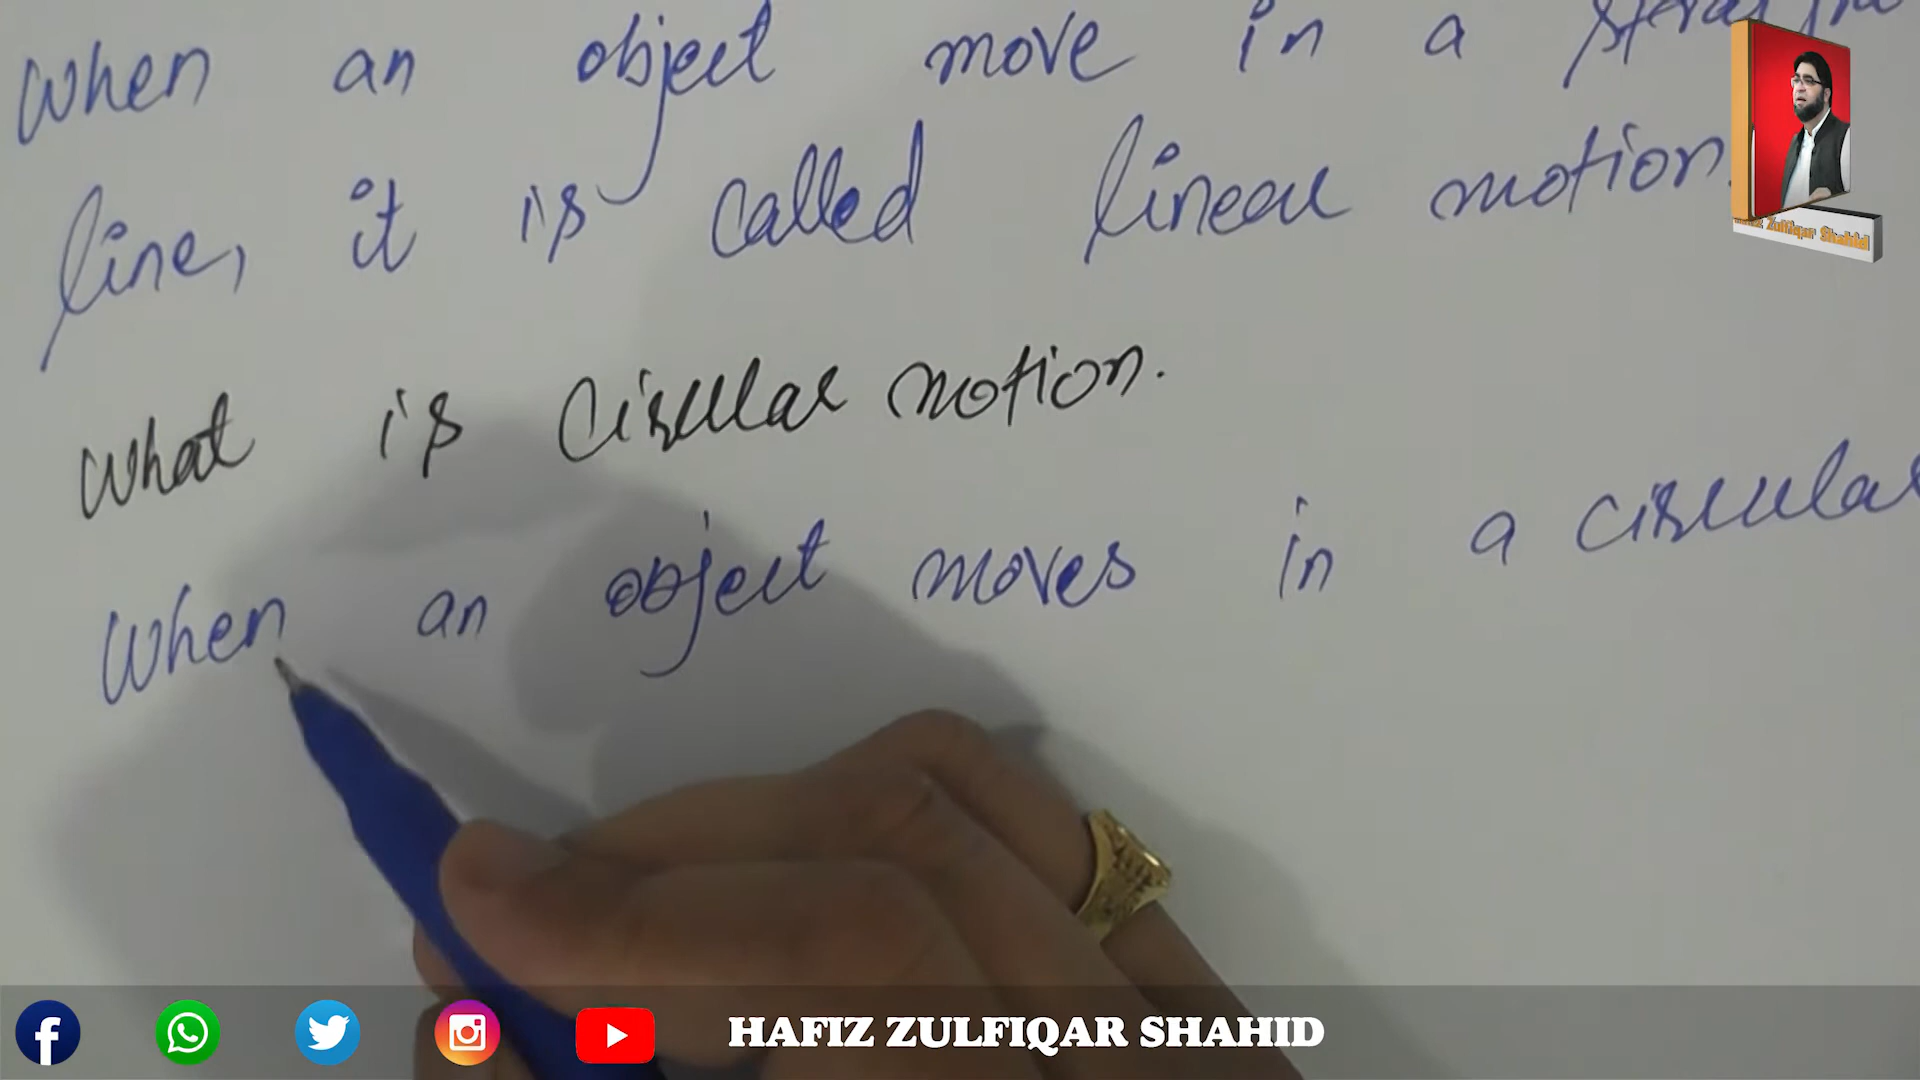 When an object move in a
line, it is called linear motion.
Hafiz Zulfiqar Shahid
What is Circular motion.
When an object moves in a circular
HAFIZ ZULFIQAR SHAHID